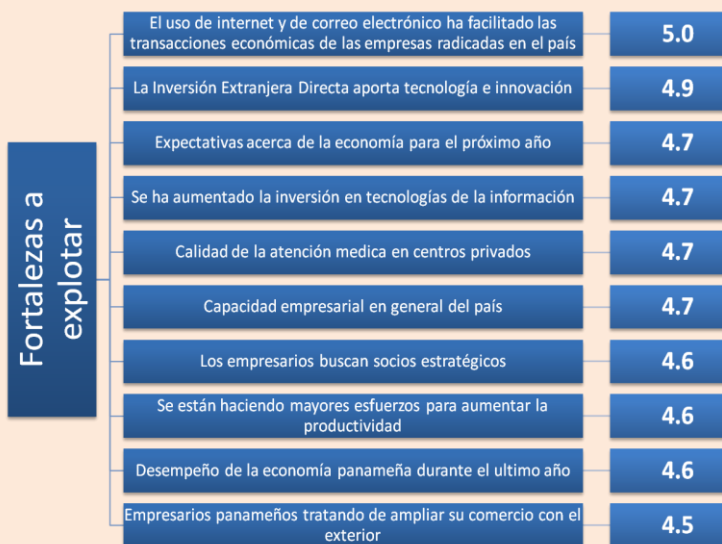 Fortalezas a
explotar
El uso de internet y de correo electrónico ha facilitado las
transacciones económicas de las empresas radicadas en el país
5.0
La Inversión Extranjera Directa aporta tecnología e innovación
4.9
Expectativas acerca de la economía para el próximo año
4.7
Se ha aumentado la inversión en tecnologías de la información
4.7
Calidad de la atención medica en centros privados
4.7
Capacidad empresarial en general del país
4.7
Los empresarios buscan socios estratégicos
4.6
Se están haciendo mayores esfuerzos para aumentar la
productividad
4.6
Desempeño de la economía panameña durante el ultimo año
4.6
Empresarios panameños tratando de ampliar su comercio con el
exterior
4.5